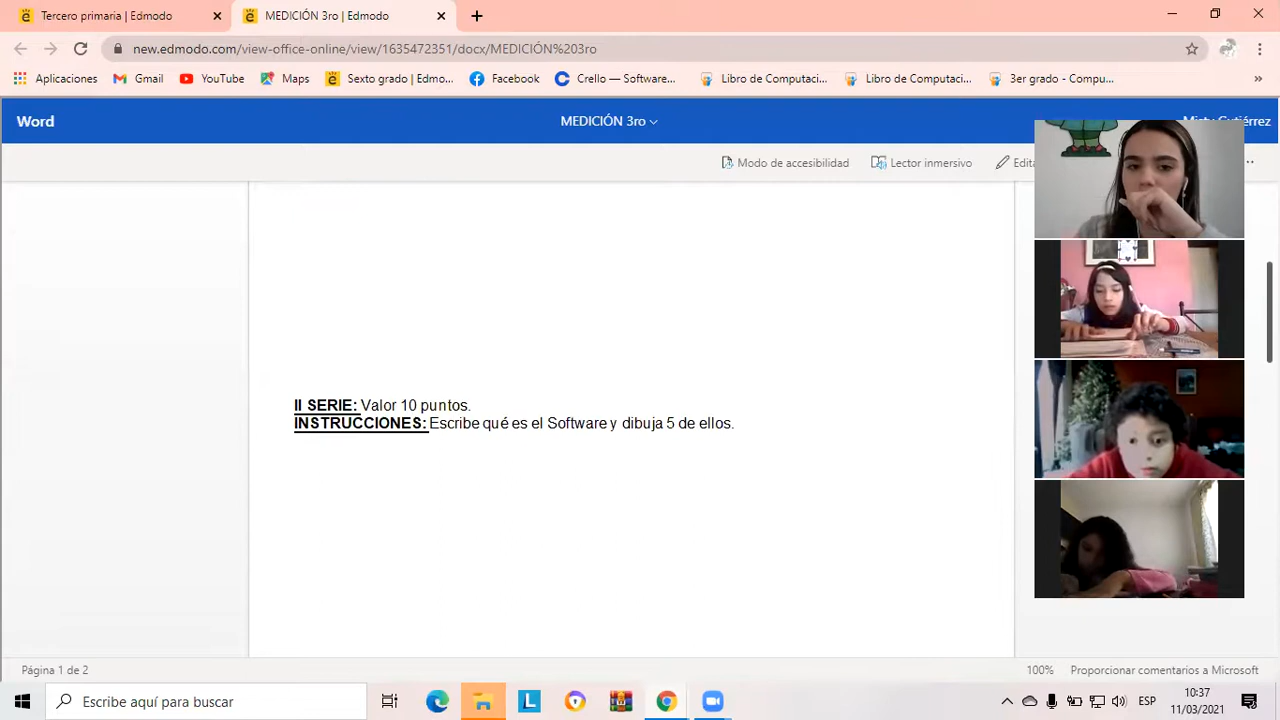 Tercero primaria | Edmodo
MEDICIÓN 3ro | Edmodo
new.edmodo.com/view-office-online/view/1635472351/docx/MEDICIÓN%203ro
Aplicaciones
Gmail
YouTube
Maps
Sexto grado | Edmo...
Facebook
Crello — Software...
Libro de Computaci...
Libro de Computaci...
3er grado - Compu...
»
Word
MEDICIÓN 3ro
Misty Gutiérrez
Modo de accesibilidad
Lector inmersivo
II SERIE: Valor 10 puntos.
INSTRUCCIONES: Escribe qué es el Software y dibuja 5 de ellos.
Página 1 de 2
100%
Proporcionar comentarios a Microsoft
Escribe aquí para buscar
L
ESP
10:37
11/03/2021